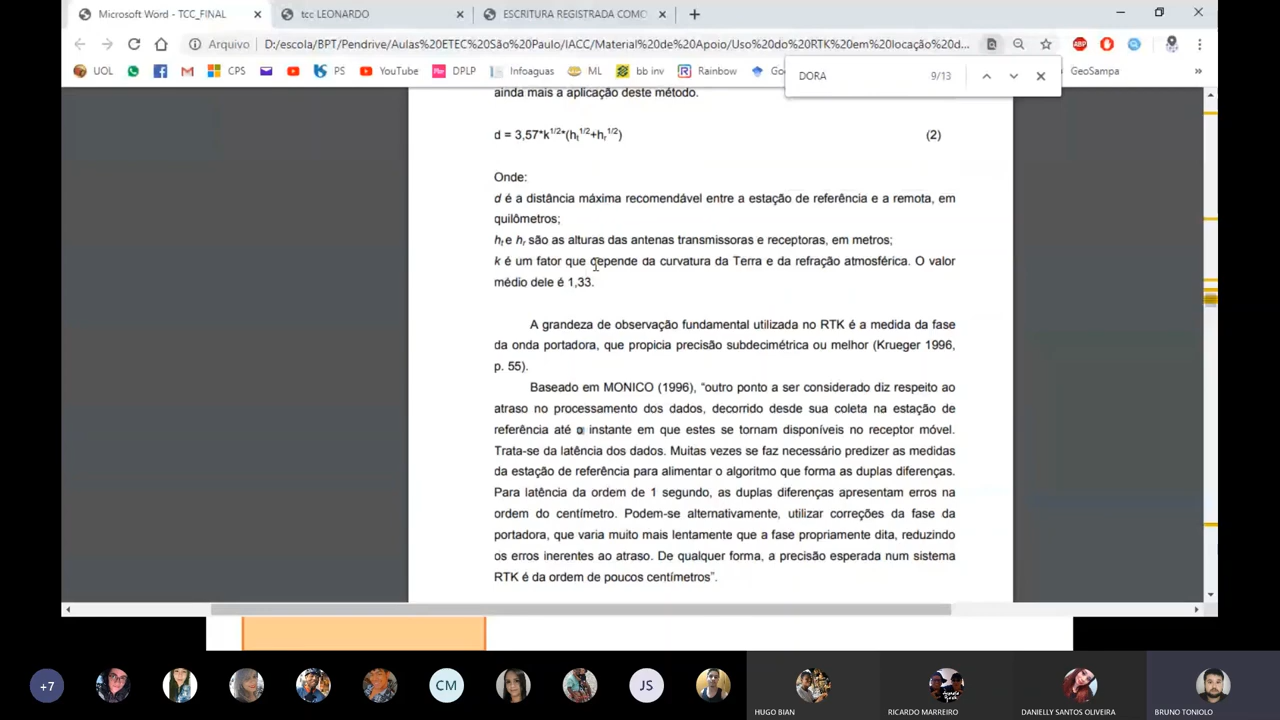 Microsoft Word - TCC_FINAL
tcc LEONARDO
ESCRITURA REGISTRADA COMO
Arquivo
D:/escola/BPT/Pendrive/Aulas%20ETEC%20São%20Paulo/IACC/Material%20de%20Apoio/Uso%20do%20RTK%20em%20locação%20d...
ABP
UOL
CPS
PS
YouTube
DPLP
Infoaguas
ML
bb inv
Rainbow
Go
GeoSampa
»
DORA
9/13
ainda mais a aplicação deste método.
d = 3,57*k1/2*(ht1/2+hr1/2)
(2)
Onde:
d é a distância máxima recomendável entre a estação de referência e a remota, em
quilômetros;
ht e hr são as alturas das antenas transmissoras e receptoras, em metros;
k é um fator que depende da curvatura da Terra e da refração atmosférica. O valor
médio dele é 1,33.
A grandeza de observação fundamental utilizada no RTK é a medida da fase
da onda portadora, que propicia precisão subdecimétrica ou melhor (Krueger 1996,
p. 55).
Baseado em MONICO (1996), “outro ponto a ser considerado diz respeito ao
atraso no processamento dos dados, decorrido desde sua coleta na estação de
referência até o instante em que estes se tornam disponíveis no receptor móvel.
Trata-se da latência dos dados. Muitas vezes se faz necessário predizer as medidas
da estação de referência para alimentar o algoritmo que forma as duplas diferenças.
Para latência da ordem de 1 segundo, as duplas diferenças apresentam erros na
ordem do centímetro. Podem-se alternativamente, utilizar correções da fase da
portadora, que varia muito mais lentamente que a fase propriamente dita, reduzindo
os erros inerentes ao atraso. De qualquer forma, a precisão esperada num sistema
RTK é da ordem de poucos centímetros”.
+7
CM
JS
HUGO BIAN
RICARDO MARREIRO
DANIELLY SANTOS OLIVEIRA
BRUNO TONIOLO